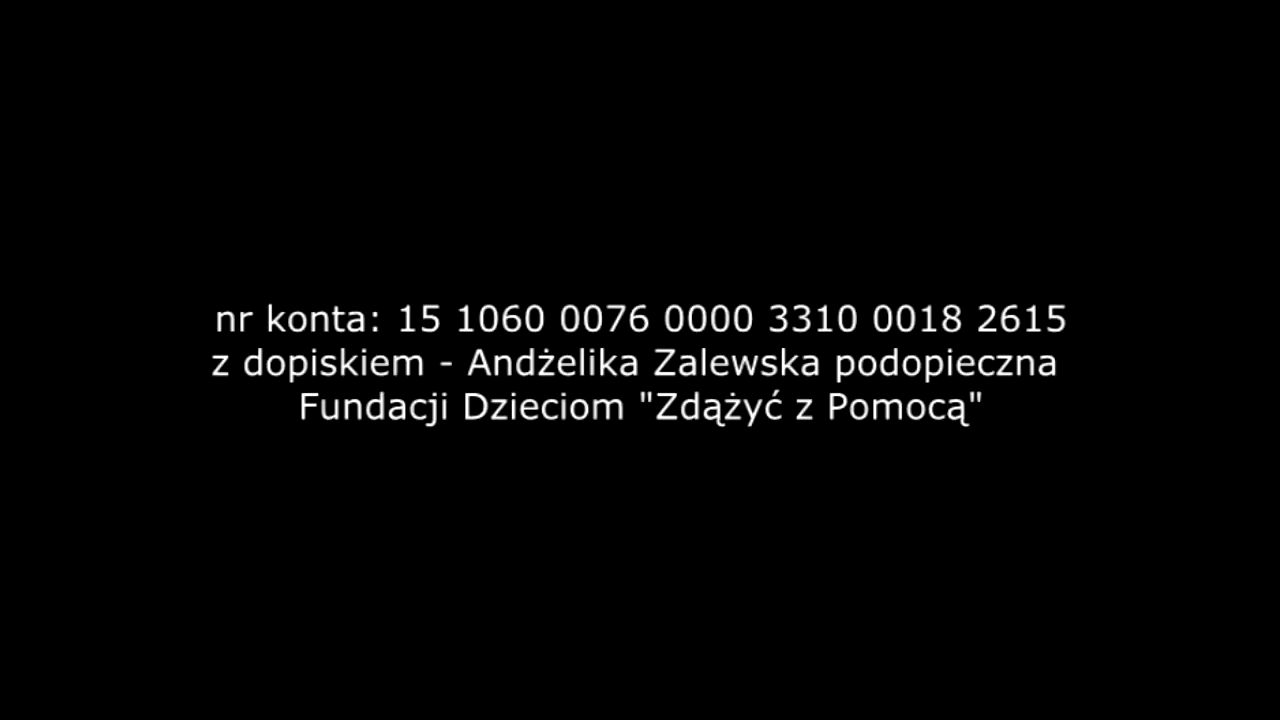 nr konta: 15 1060 0076 0000 3310 0018 2615
z dopiskiem - Andżelika Zalewska podopieczna
Fundacji Dzieciom "Zdążyć z Pomocą"